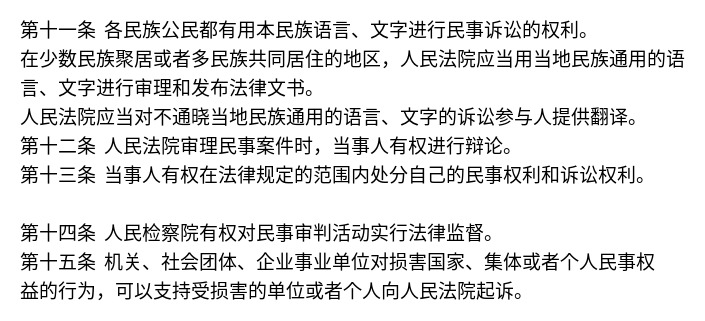 第十一条 各民族公民都有用本民族语言、文字进行民事诉讼的权利。
在少数民族聚居或者多民族共同居住的地区，人民法院应当用当地民族通用的语
言、文字进行审理和发布法律文书。
人民法院应当对不通晓当地民族通用的语言、文字的诉讼参与人提供翻译。
第十二条 人民法院审理民事案件时，当事人有权进行辩论。
第十三条 当事人有权在法律规定的范围内处分自己的民事权利和诉讼权利。
第十四条 人民检察院有权对民事审判活动实行法律监督。
第十五条 机关、社会团体、企业事业单位对损害国家、集体或者个人民事权
益的行为，可以支持受损害的单位或者个人向人民法院起诉。